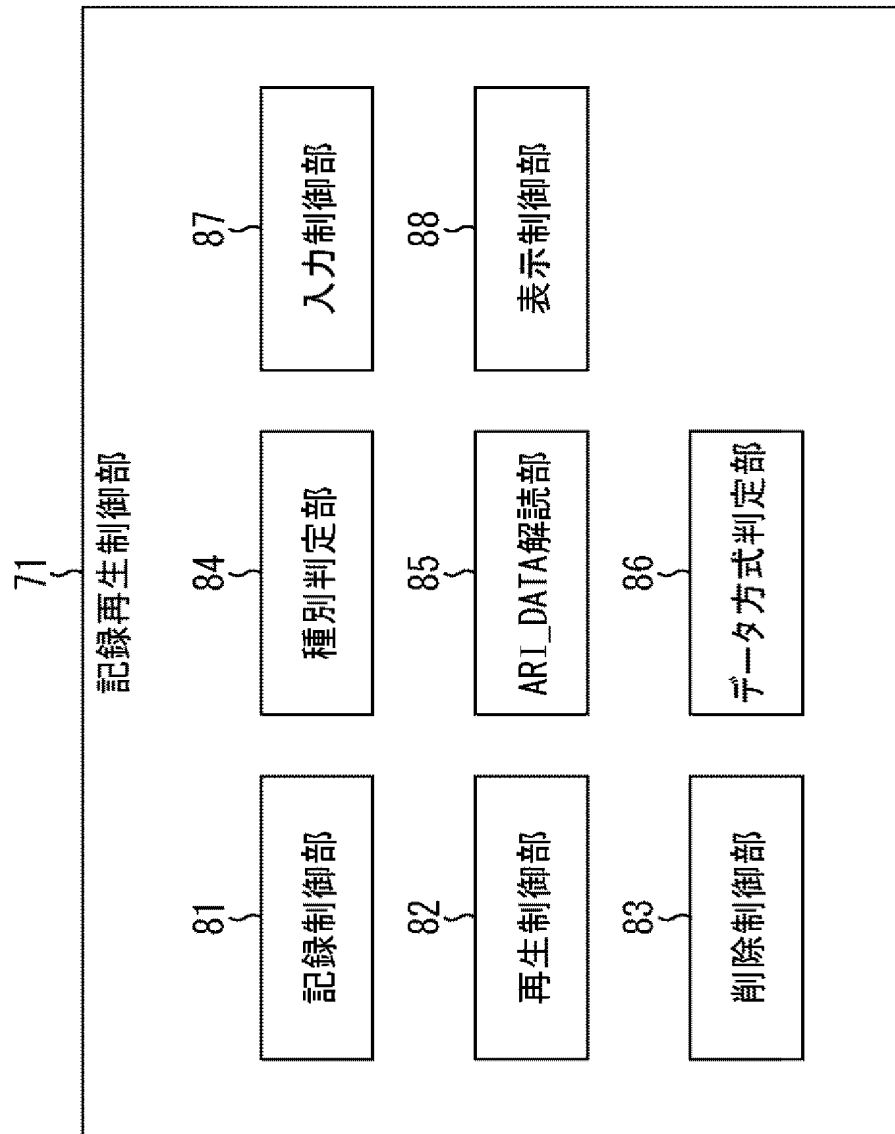 71
記録再生制御部
81
記録制御部
82
再生制御部
83
削除制御部
84
種別判定部
85
ARI_DATA解読部
86
データ方式判定部
87
入力制御部
88
表示制御部